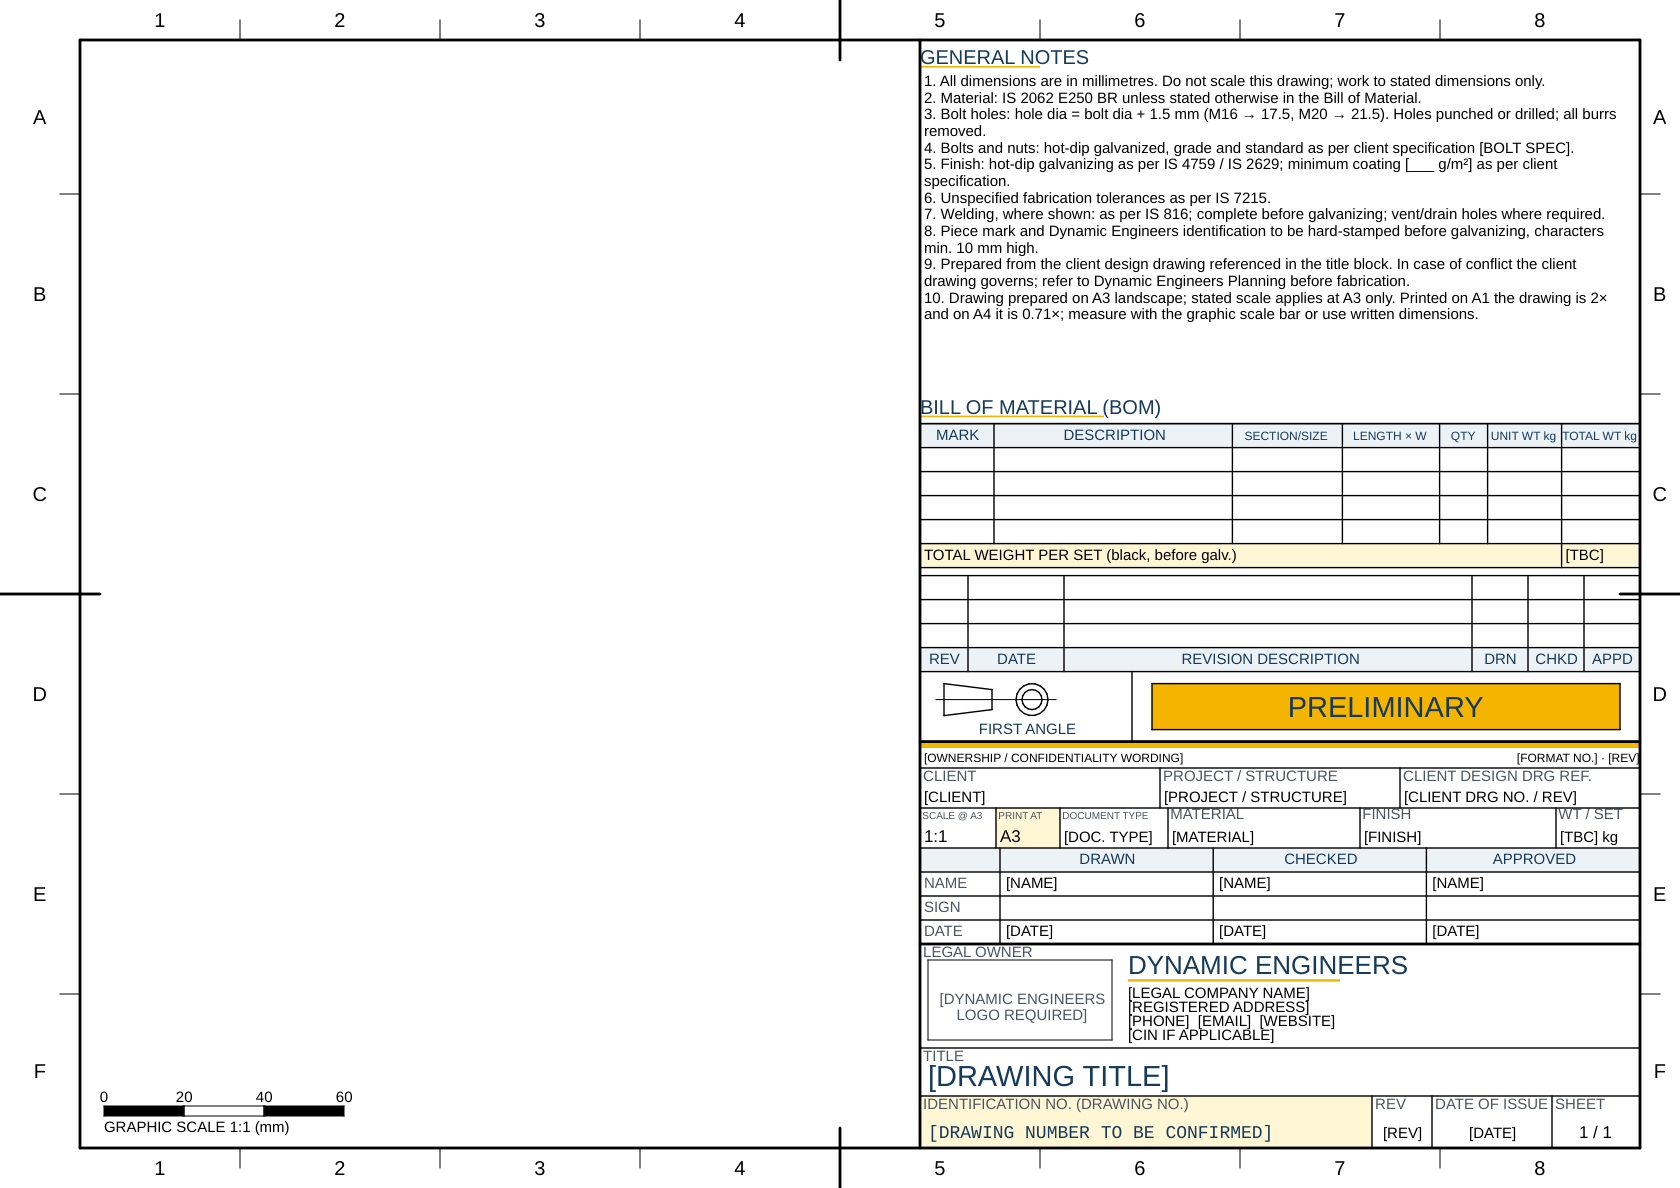 1 2 3 4 5 6 7 8
A A
B B
C C
D D
E E
F F
GENERAL NOTES
1. All dimensions are in millimetres. Do not scale this drawing; work to stated dimensions only.
2. Material: IS 2062 E250 BR unless stated otherwise in the Bill of Material.
3. Bolt holes: hole dia = bolt dia + 1.5 mm (M16 → 17.5, M20 → 21.5). Holes punched or drilled; all burrs
removed.
4. Bolts and nuts: hot-dip galvanized, grade and standard as per client specification [BOLT SPEC].
5. Finish: hot-dip galvanizing as per IS 4759 / IS 2629; minimum coating [___ g/m²] as per client
specification.
6. Unspecified fabrication tolerances as per IS 7215.
7. Welding, where shown: as per IS 816; complete before galvanizing; vent/drain holes where required.
8. Piece mark and Dynamic Engineers identification to be hard-stamped before galvanizing, characters
min. 10 mm high.
9. Prepared from the client design drawing referenced in the title block. In case of conflict the client
drawing governs; refer to Dynamic Engineers Planning before fabrication.
10. Drawing prepared on A3 landscape; stated scale applies at A3 only. Printed on A1 the drawing is 2×
and on A4 it is 0.71×; measure with the graphic scale bar or use written dimensions.
BILL OF MATERIAL (BOM)
MARK DESCRIPTION SECTION/SIZE LENGTH × W QTY UNIT WT kg TOTAL WT kg
TOTAL WEIGHT PER SET (black, before galv.) [TBC]
REV DATE REVISION DESCRIPTION DRN CHKD APPD
FIRST ANGLE
PRELIMINARY
[OWNERSHIP / CONFIDENTIALITY WORDING] [FORMAT NO.] · [REV]
CLIENT PROJECT / STRUCTURE CLIENT DESIGN DRG REF.
[CLIENT] [PROJECT / STRUCTURE] [CLIENT DRG NO. / REV]
SCALE @ A3 PRINT AT DOCUMENT TYPE MATERIAL FINISH WT / SET
1:1 A3 [DOC. TYPE] [MATERIAL] [FINISH] [TBC] kg
DRAWN CHECKED APPROVED
NAME [NAME] [NAME] [NAME]
SIGN
DATE [DATE] [DATE] [DATE]
LEGAL OWNER
[DYNAMIC ENGINEERS
LOGO REQUIRED]
DYNAMIC ENGINEERS
[LEGAL COMPANY NAME]
[REGISTERED ADDRESS]
[PHONE] [EMAIL] [WEBSITE]
[CIN IF APPLICABLE]
TITLE
[DRAWING TITLE]
IDENTIFICATION NO. (DRAWING NO.) REV DATE OF ISSUE SHEET
[DRAWING NUMBER TO BE CONFIRMED] [REV] [DATE] 1 / 1
0 20 40 60
GRAPHIC SCALE 1:1 (mm)
1 2 3 4 5 6 7 8